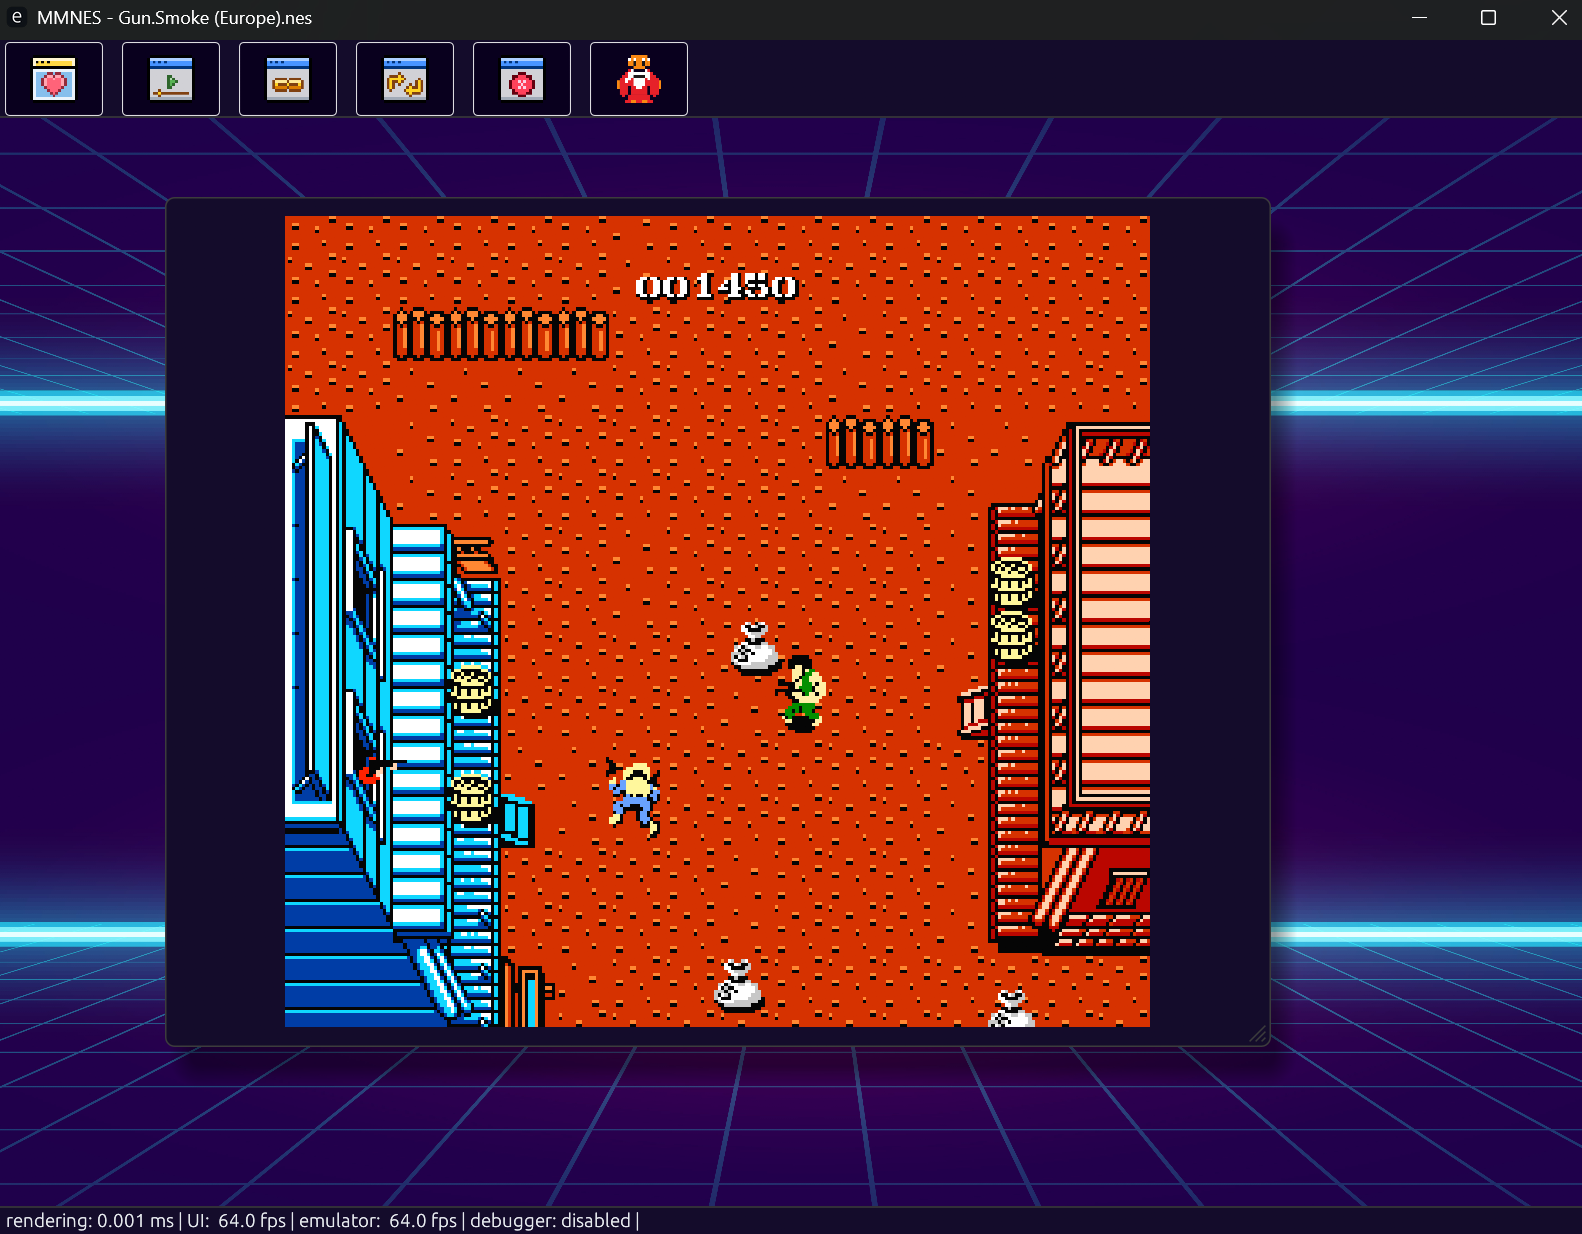 e MMNES - Gun.Smoke (Europe).nes
001450
rendering: 0.001 ms | UI: 64.0 fps | emulator: 64.0 fps | debugger: disabled |